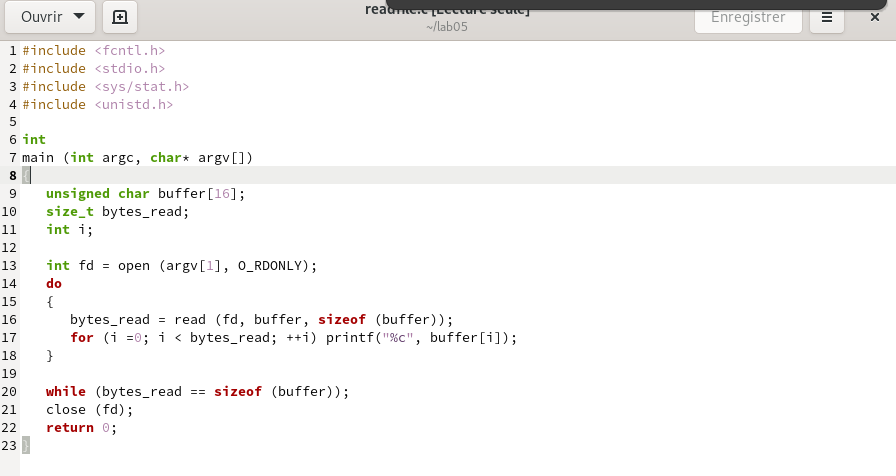 Ouvrir
readfile.c [Lecture seule]
~/lab05
Enregistrer
1 #include <fcntl.h>
2 #include <stdio.h>
3 #include <sys/stat.h>
4 #include <unistd.h>
5
6 int
7 main (int argc, char* argv[])
8 {
9 unsigned char buffer[16];
10 size_t bytes_read;
11 int i;
12
13 int fd = open (argv[1], O_RDONLY);
14 do
15 {
16 bytes_read = read (fd, buffer, sizeof (buffer));
17 for (i =0; i < bytes_read; ++i) printf("%c", buffer[i]);
18 }
19
20 while (bytes_read == sizeof (buffer));
21 close (fd);
22 return 0;
23 }